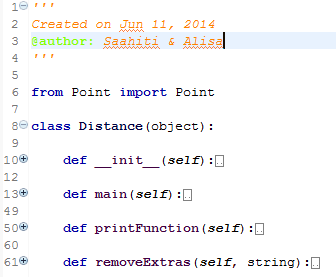 1 '''
2 Created on Jun 11, 2014
3 @author: Saahiti & Alisa
4 '''
5
6 from Point import Point
7
8 class Distance(object):
9
10 def __init__(self):
12
13 def main(self):
49
50 def printFunction(self):
60
61 def removeExtras(self, string):